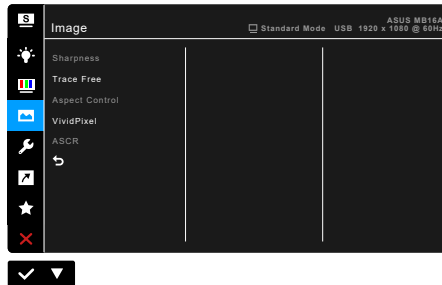 S
Image
ASUS MB16A
Standard Mode USB 1920 x 1080 @ 60Hz
Sharpness
Trace Free
Aspect Control
VividPixel
ASCR